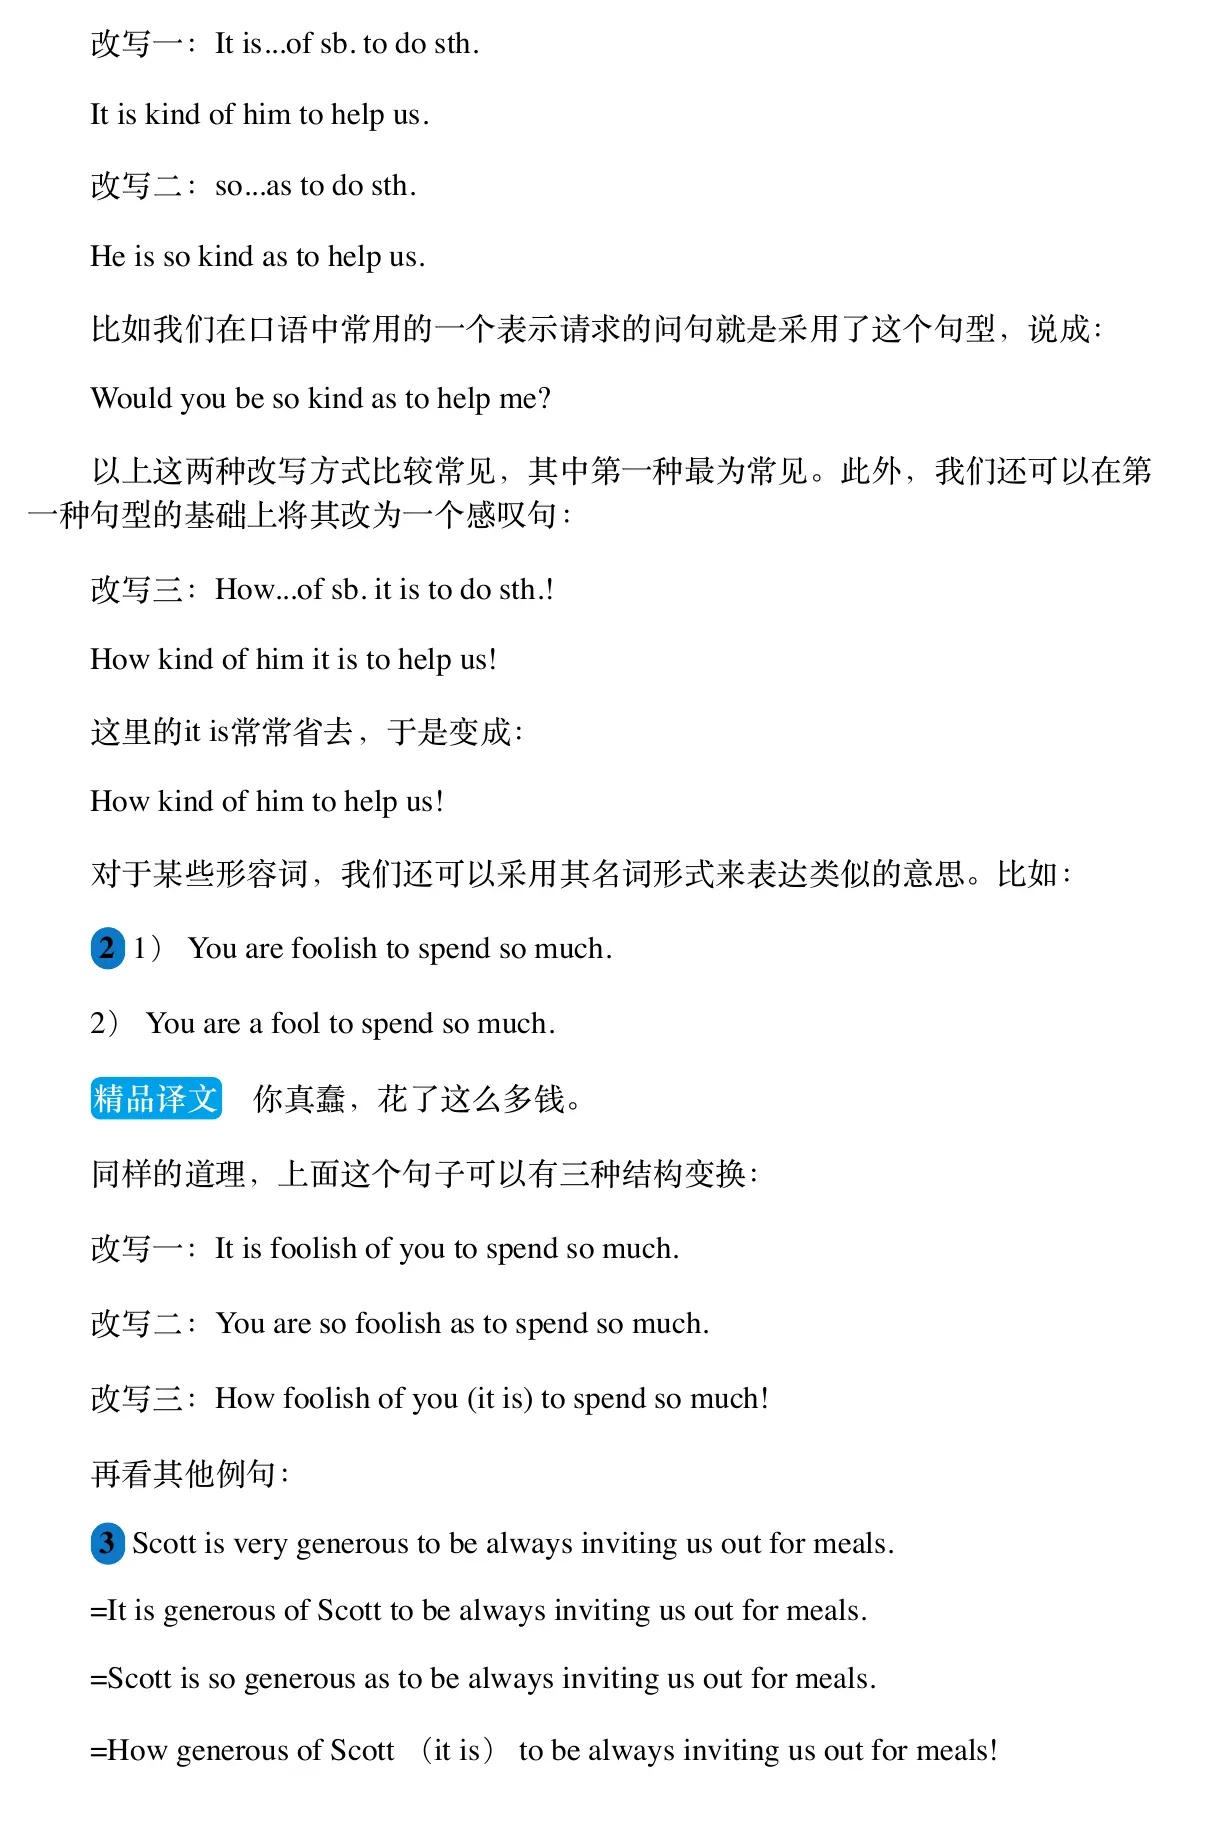 改写一：It is...of sb. to do sth.
It is kind of him to help us.
改写二：so...as to do sth.
He is so kind as to help us.
比如我们在口语中常用的一个表示请求的问句就是采用了这个句型，说成：
Would you be so kind as to help me?
以上这两种改写方式比较常见，其中第一种最为常见。此外，我们还可以在第
一种句型的基础上将其改为一个感叹句：
改写三：How...of sb. it is to do sth.!
How kind of him it is to help us!
这里的it is常常省去，于是变成：
How kind of him to help us!
对于某些形容词，我们还可以采用其名词形式来表达类似的意思。比如：
2 1） You are foolish to spend so much.
2） You are a fool to spend so much.
精品译文 你真蠢，花了这么多钱。
同样的道理，上面这个句子可以有三种结构变换：
改写一：It is foolish of you to spend so much.
改写二：You are so foolish as to spend so much.
改写三：How foolish of you (it is) to spend so much!
再看其他例句：
3 Scott is very generous to be always inviting us out for meals.
=It is generous of Scott to be always inviting us out for meals.
=Scott is so generous as to be always inviting us out for meals.
=How generous of Scott （it is） to be always inviting us out for meals!